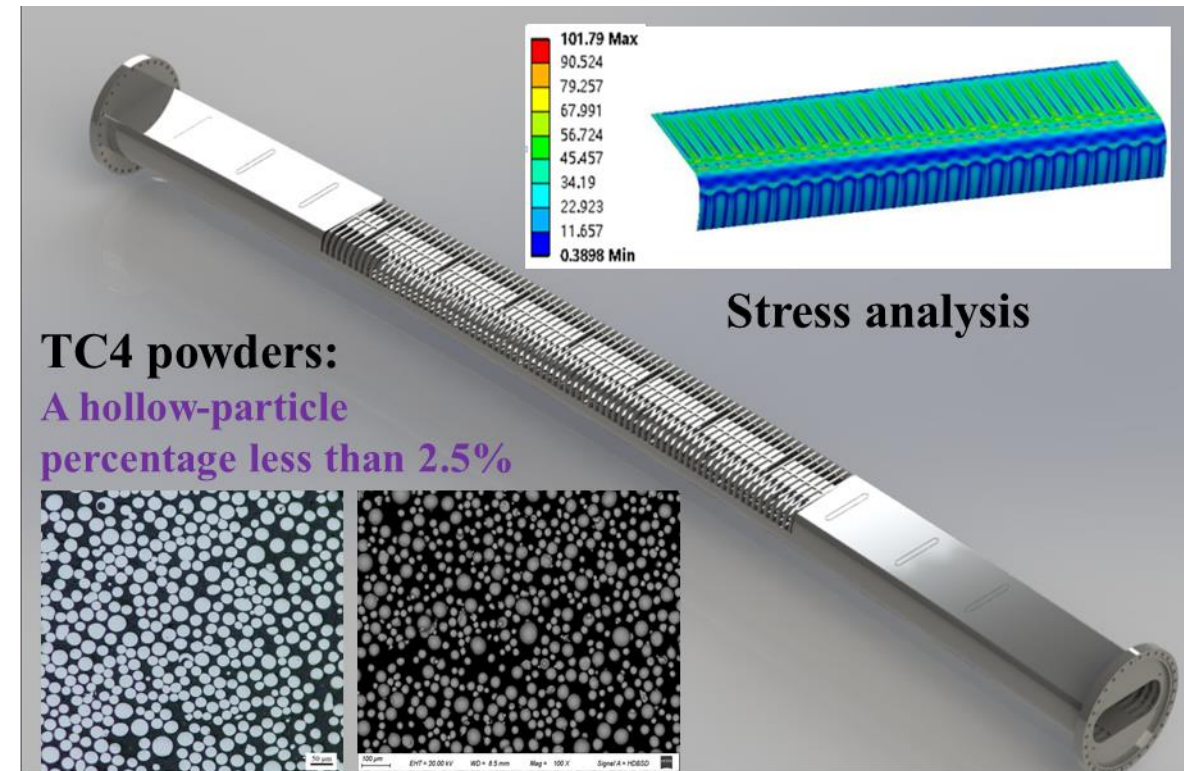 101.79 Max
90.524
79.257
67.991
56.724
45.457
34.19
22.923
11.657
0.3898 Min
Stress analysis
TC4 powders:
A hollow-particle
percentage less than 2.5%
50 μm
100 μm EHT = 30.00 kV WD = 8.5 mm Mag = 100 X Signal A = HDBSD